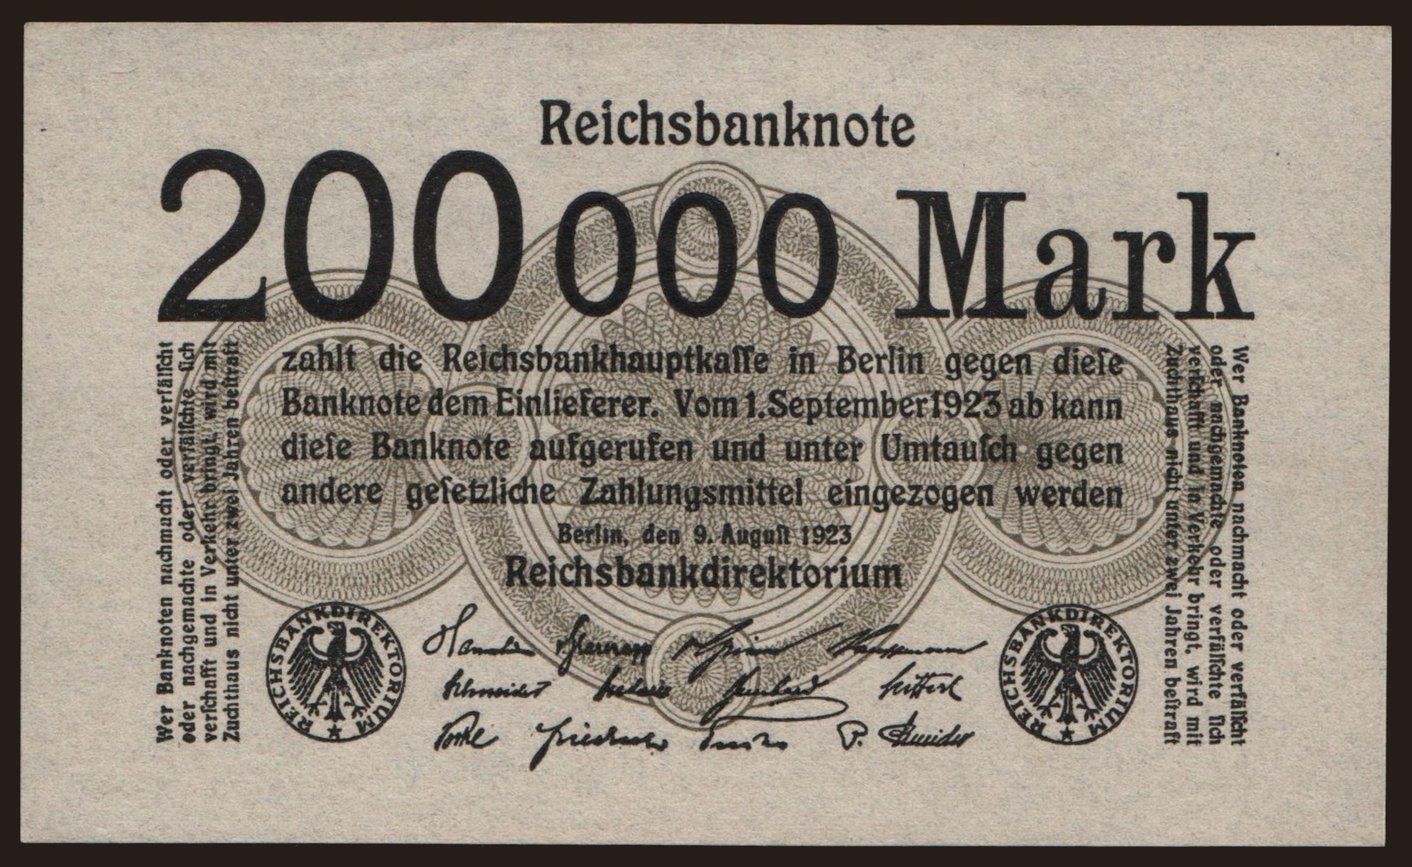 Reichsbanknote
200000 Mark
zahlt die Reichsbankhauptkaſſe in Berlin gegen dieſe
Banknote dem Einlieferer. Vom 1. September 1923 ab kann
dieſe Banknote aufgerufen und unter Umtauſch gegen
andere geſetzliche Zahlungsmittel eingezogen werden
Berlin, den 9. Auguſt 1923
Reichsbankdirektorium
Wer Banknoten nachmacht oder verfälſcht
oder nachgemachte oder verfälſchte ſich
verſchafft und in Verkehr bringt, wird mit
Zuchthaus nicht unter zwei Jahren beſtraft
Wer Banknoten nachmacht oder verfälſcht
oder nachgemachte oder verfälſchte ſich
verſchafft und in Verkehr bringt, wird mit
Zuchthaus nicht unter zwei Jahren beſtraft
REICHSBANKDIREKTORIUM
REICHSBANKDIREKTORIUM
Schneider
P. Schneider